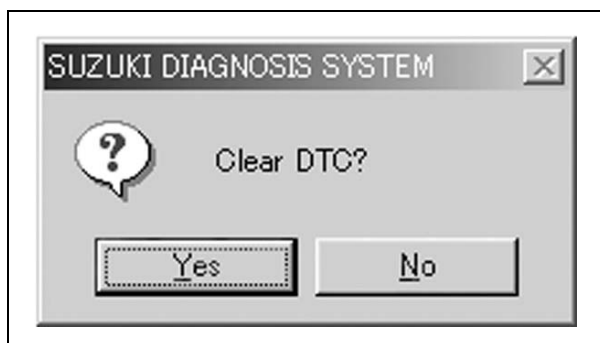 SUZUKI DIAGNOSIS SYSTEM
?
Clear DTC?
Yes No